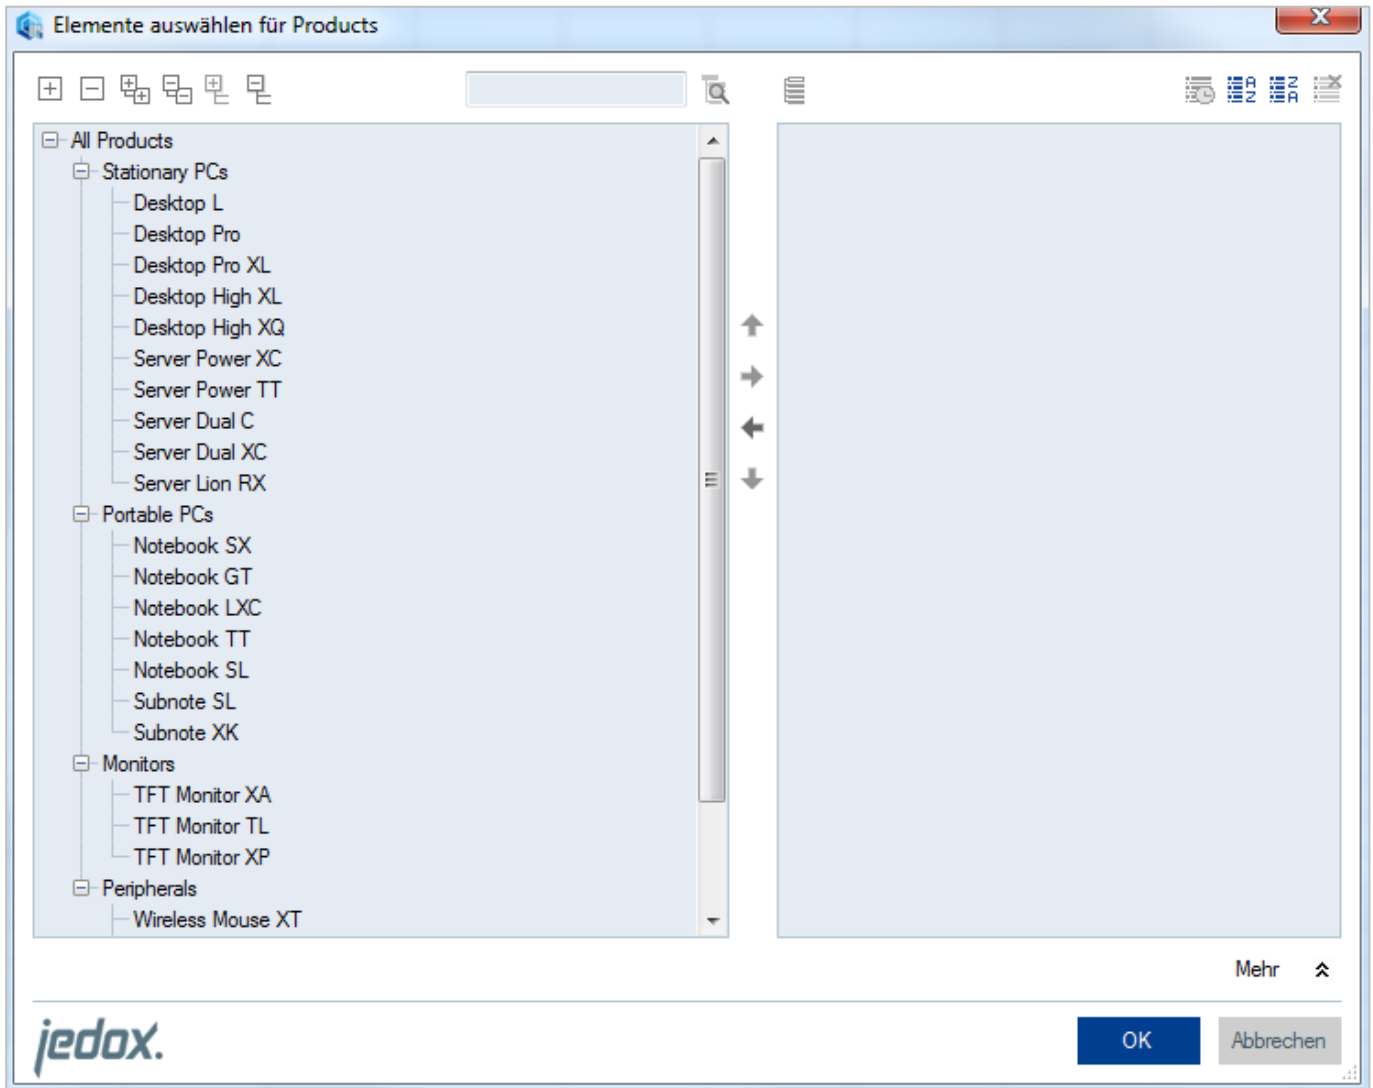 Elemente auswählen für Products
All Products
Stationary PCs
Desktop L
Desktop Pro
Desktop Pro XL
Desktop High XL
Desktop High XQ
Server Power XC
Server Power TT
Server Dual C
Server Dual XC
Server Lion RX
Portable PCs
Notebook SX
Notebook GT
Notebook LXC
Notebook TT
Notebook SL
Subnote SL
Subnote XK
Monitors
TFT Monitor XA
TFT Monitor TL
TFT Monitor XP
Peripherals
Wireless Mouse XT
Mehr
jedox.
OK Abbrechen